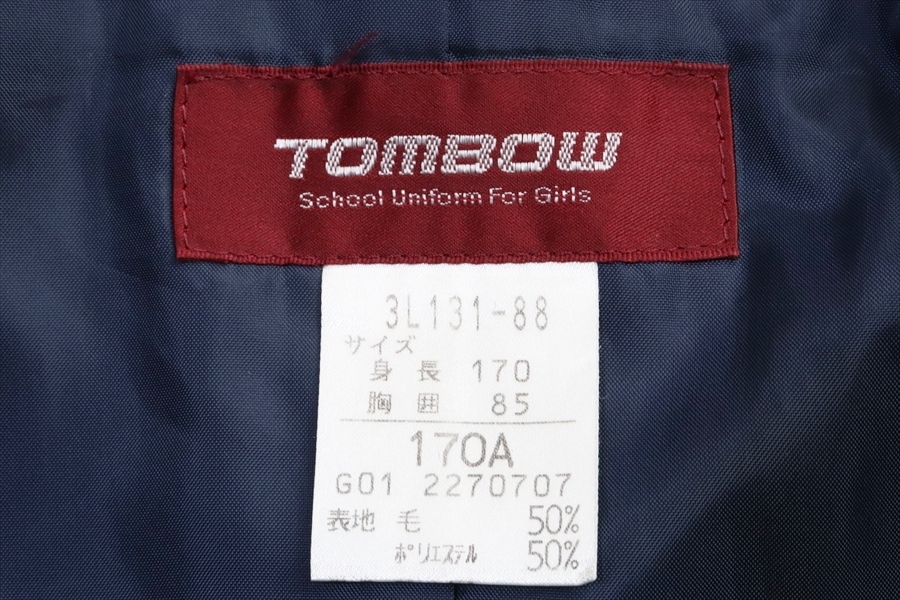 TOMBOW
School Uniform For Girls
3L131-88
サイズ
身長 170
胸囲 85
170A
G01 2270707
表地 毛 50%
ポリエステル 50%